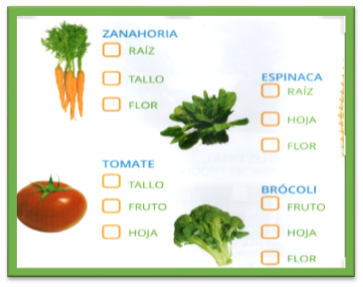 ZANAHORIA
RAÍZ
TALLO
FLOR
ESPINACA
RAÍZ
HOJA
FLOR
TOMATE
TALLO
FRUTO
HOJA
BRÓCOLI
FRUTO
HOJA
FLOR